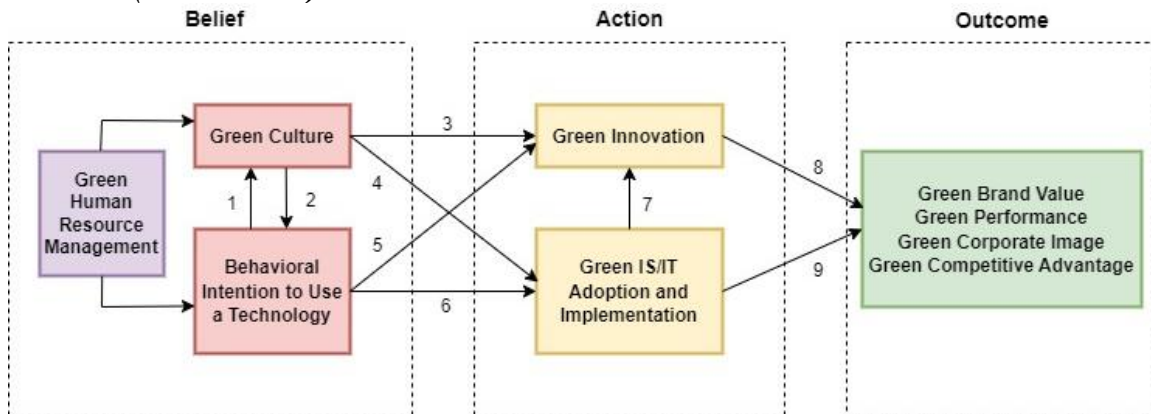 Belief
Action
Outcome
Green
Human
Resource
Management
Green Culture
1
2
Behavioral
Intention to Use
a Technology
3
4
5
6
Green Innovation
7
Green IS/IT
Adoption and
Implementation
8
9
Green Brand Value
Green Performance
Green Corporate Image
Green Competitive Advantage